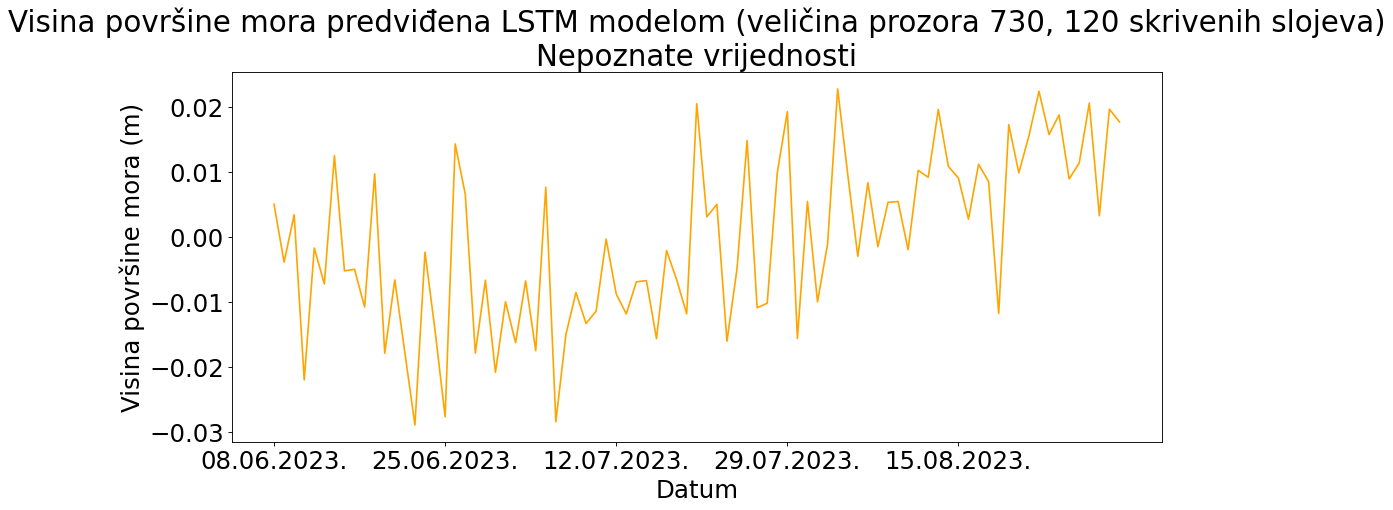 Visina površine mora predviđena LSTM modelom (veličina prozora 730, 120 skrivenih slojeva)
Nepoznate vrijednosti
Visina površine mora (m)
0.02
0.01
0.00
−0.01
−0.02
−0.03
08.06.2023. 25.06.2023. 12.07.2023. 29.07.2023. 15.08.2023.
Datum